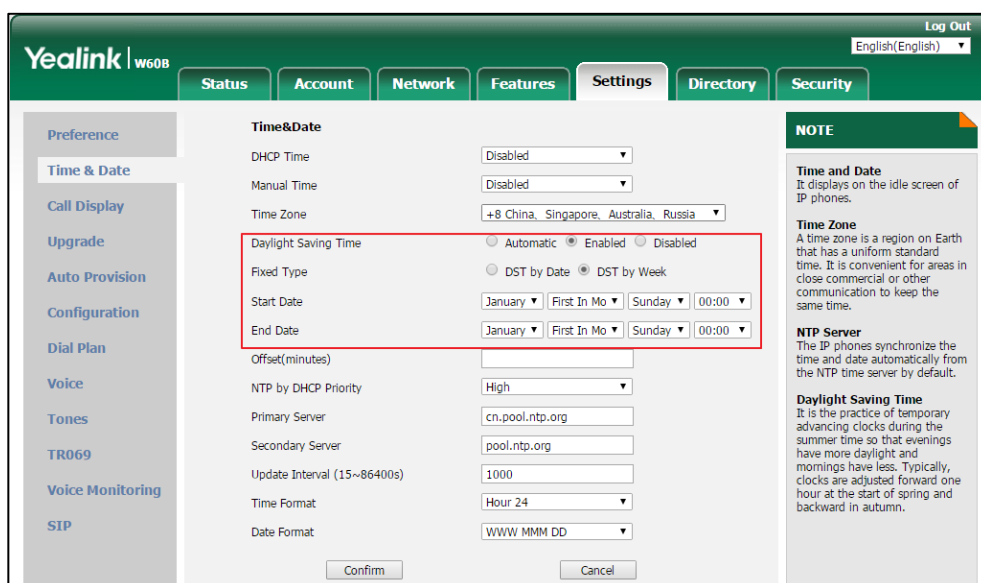 Log Out
English(English)
Yealink W60B
Status Account Network Features Settings Directory Security
Preference
Time & Date
Call Display
Upgrade
Auto Provision
Configuration
Dial Plan
Voice
Tones
TR069
Voice Monitoring
SIP
Time&Date
DHCP Time Disabled
Manual Time Disabled
Time Zone +8 China, Singapore, Australia, Russia
Daylight Saving Time Automatic Enabled Disabled
Fixed Type DST by Date DST by Week
Start Date January First In Mo Sunday 00:00
End Date January First In Mo Sunday 00:00
Offset(minutes)
NTP by DHCP Priority High
Primary Server cn.pool.ntp.org
Secondary Server pool.ntp.org
Update Interval (15~86400s) 1000
Time Format Hour 24
Date Format WWW MMM DD
Confirm Cancel
NOTE
Time and Date
It displays on the idle screen of
IP phones.
Time Zone
A time zone is a region on Earth
that has a uniform standard
time. It is convenient for areas in
close commercial or other
communication to keep the
same time.
NTP Server
The IP phones synchronize the
time and date automatically from
the NTP time server by default.
Daylight Saving Time
It is the practice of temporary
advancing clocks during the
summer time so that evenings
have more daylight and
mornings have less. Typically,
clocks are adjusted forward one
hour at the start of spring and
backward in autumn.